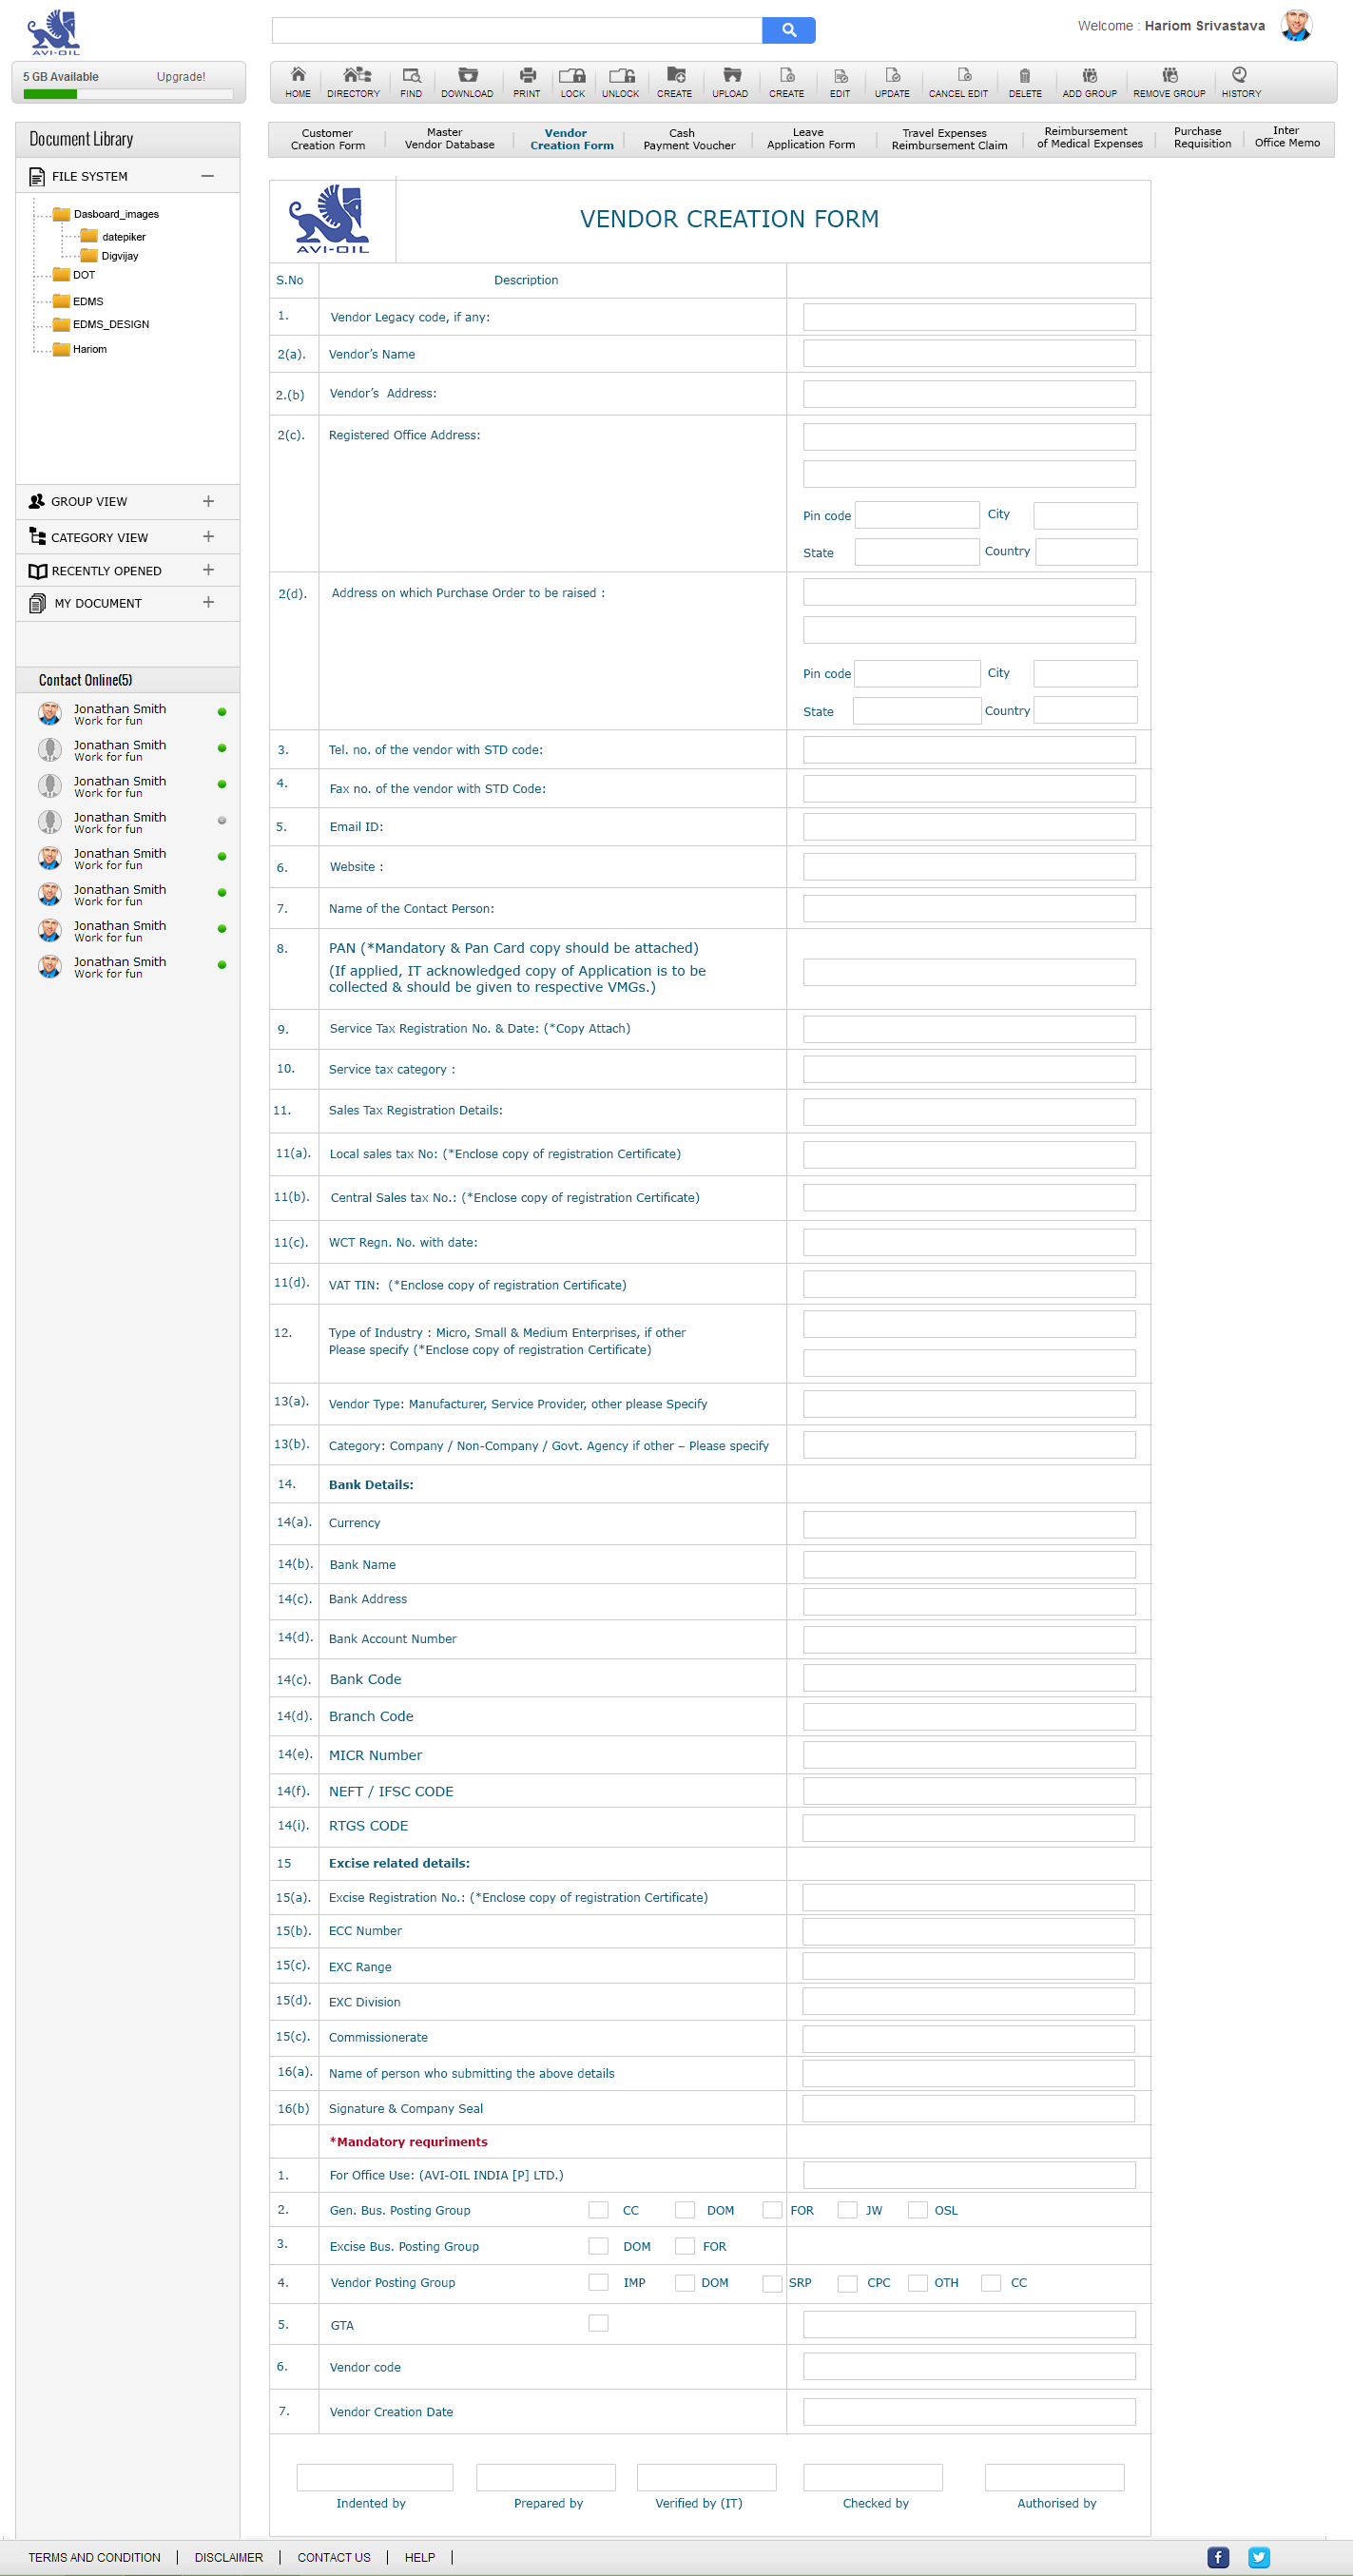 AVI-OIL
Welcome : Hariom Srivastava
5 GB Available Upgrade!
HOME DIRECTORY FIND DOWNLOAD PRINT LOCK UNLOCK CREATE UPLOAD CREATE EDIT UPDATE CANCEL EDIT DELETE ADD GROUP REMOVE GROUP HISTORY
Customer
Creation Form
Master
Vendor Database
Vendor
Creation Form
Cash
Payment Voucher
Leave
Application Form
Travel Expenses
Reimbursement Claim
Reimbursement
of Medical Expenses
Purchase
Requisition
Inter
Office Memo
Document Library
FILE SYSTEM
Dasboard_images
datepiker
Digvijay
DOT
EDMS
EDMS_DESIGN
Hariom
GROUP VIEW
CATEGORY VIEW
RECENTLY OPENED
MY DOCUMENT
Contact Online(5)
Jonathan Smith
Work for fun
Jonathan Smith
Work for fun
Jonathan Smith
Work for fun
Jonathan Smith
Work for fun
Jonathan Smith
Work for fun
Jonathan Smith
Work for fun
Jonathan Smith
Work for fun
Jonathan Smith
Work for fun
AVI-OIL
VENDOR CREATION FORM
S.No Description
1. Vendor Legacy code, if any:
2(a). Vendor’s Name
2.(b) Vendor’s  Address:
2(c). Registered Office Address:
Pin code City
State Country
2(d). Address on which Purchase Order to be raised :
Pin code City
State Country
3. Tel. no. of the vendor with STD code:
4. Fax no. of the vendor with STD Code:
5. Email ID:
6. Website :
7. Name of the Contact Person:
8. PAN (*Mandatory & Pan Card copy should be attached)
(If applied, IT acknowledged copy of Application is to be
collected & should be given to respective VMGs.)
9. Service Tax Registration No. & Date: (*Copy Attach)
10. Service tax category :
11. Sales Tax Registration Details:
11(a). Local sales tax No: (*Enclose copy of registration Certificate)
11(b). Central Sales tax No.: (*Enclose copy of registration Certificate)
11(c). WCT Regn. No. with date:
11(d). VAT TIN:  (*Enclose copy of registration Certificate)
12. Type of Industry : Micro, Small & Medium Enterprises, if other
Please specify (*Enclose copy of registration Certificate)
13(a). Vendor Type: Manufacturer, Service Provider, other please Specify
13(b). Category: Company / Non-Company / Govt. Agency if other – Please specify
14. Bank Details:
14(a). Currency
14(b). Bank Name
14(c). Bank Address
14(d). Bank Account Number
14(c). Bank Code
14(d). Branch Code
14(e). MICR Number
14(f). NEFT / IFSC CODE
14(i). RTGS CODE
15 Excise related details:
15(a). Excise Registration No.: (*Enclose copy of registration Certificate)
15(b). ECC Number
15(c). EXC Range
15(d). EXC Division
15(c). Commissionerate
16(a). Name of person who submitting the above details
16(b) Signature & Company Seal
*Mandatory requriments
1. For Office Use: (AVI-OIL INDIA [P] LTD.)
2. Gen. Bus. Posting Group CC DOM FOR JW OSL
3. Excise Bus. Posting Group DOM FOR
4. Vendor Posting Group IMP DOM SRP CPC OTH CC
5. GTA
6. Vendor code
7. Vendor Creation Date
Indented by Prepared by Verified by (IT) Checked by Authorised by
TERMS AND CONDITION | DISCLAIMER | CONTACT US | HELP |